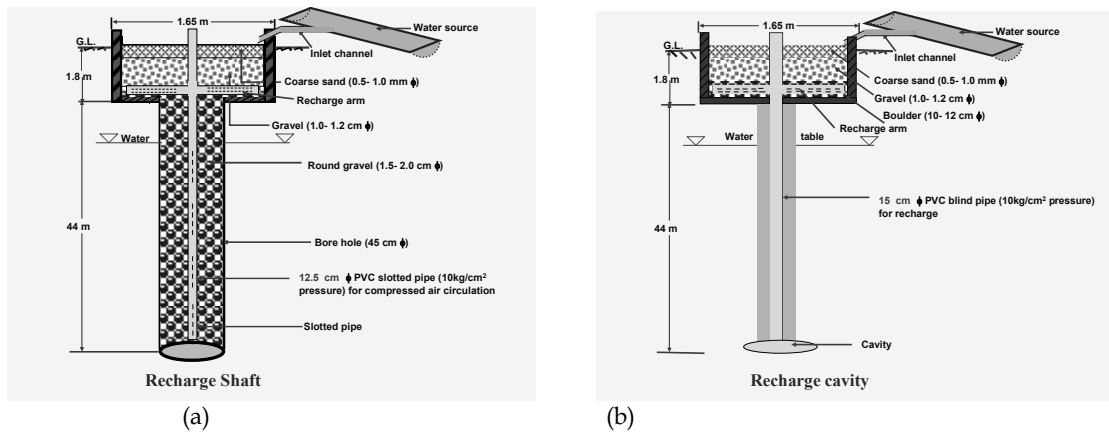 1.65 m
Water source
G.L.
Inlet channel
1.8 m
Coarse sand (0.5- 1.0 mm ϕ)
Recharge arm
Gravel (1.0- 1.2 cm ϕ)
Water
Round gravel (1.5- 2.0 cm ϕ)
44 m
Bore hole (45 cm ϕ)
12.5 cm ϕ PVC slotted pipe (10kg/cm²
pressure) for compressed air circulation
Slotted pipe
Recharge Shaft
(a)
1.65 m
Water source
G.L.
Inlet channel
1.8 m
Coarse sand (0.5- 1.0 mm ϕ)
Gravel (1.0- 1.2 cm ϕ)
Boulder (10- 12 cm ϕ)
Recharge arm
Water table
15 cm ϕ PVC blind pipe (10kg/cm² pressure)
for recharge
44 m
Cavity
Recharge cavity
(b)